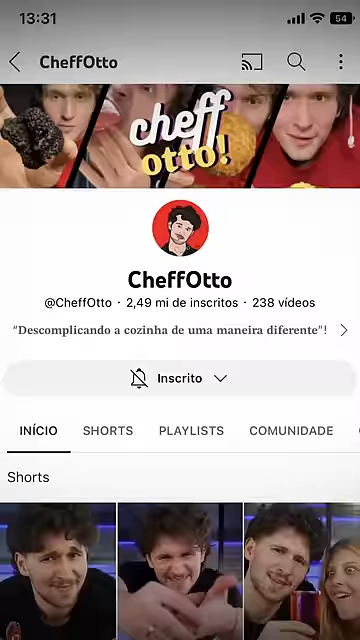 13:31
54
CheffOtto
cheff
otto!
CheffOtto
@CheffOtto · 2,49 mi de inscritos · 238 vídeos
"Descomplicando a cozinha de uma maneira diferente"!
Inscrito
INÍCIO SHORTS PLAYLISTS COMUNIDADE
Shorts